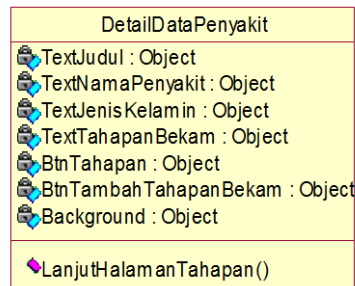 DetailDataPenyakit
TextJudul : Object
TextNamaPenyakit : Object
TextJenisKelamin : Object
TextTahapanBekam : Object
BtnTahapan : Object
BtnTambahTahapanBekam : Object
Background : Object
LanjutHalamanTahapan()